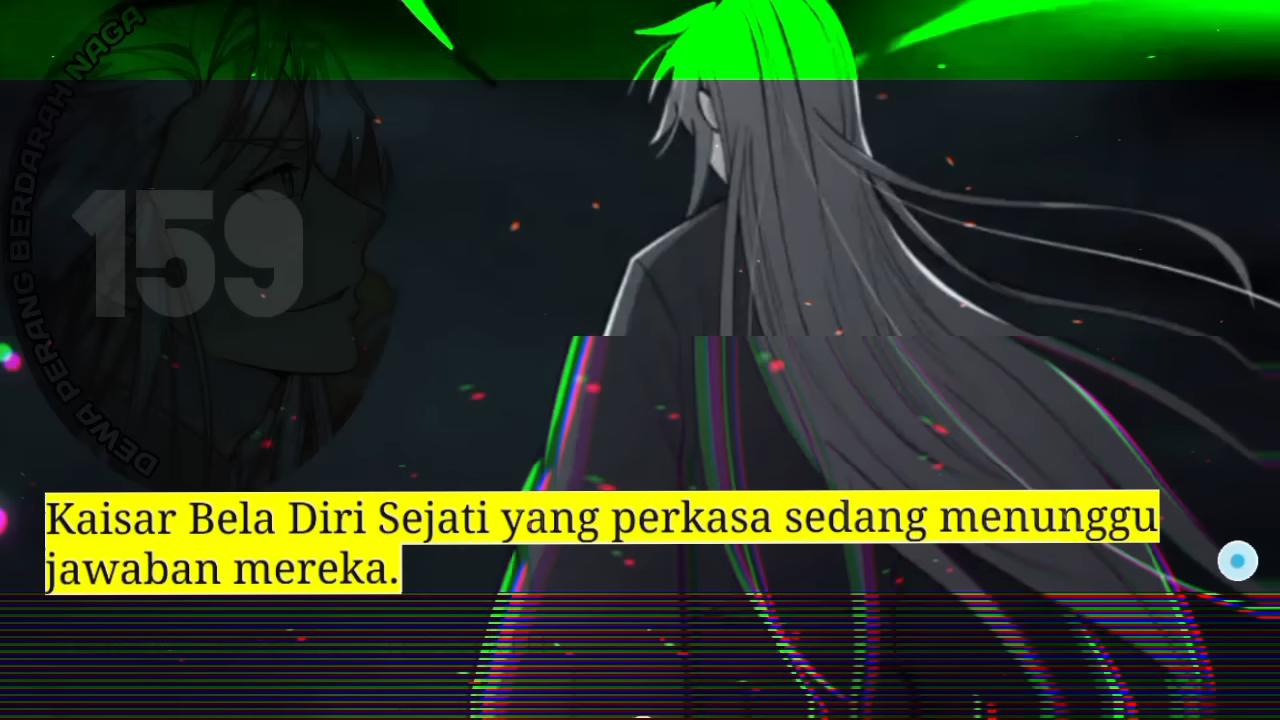 DEWA PERANG BERDARAH NAGA
159
Kaisar Bela Diri Sejati yang perkasa sedang menunggu
jawaban mereka.